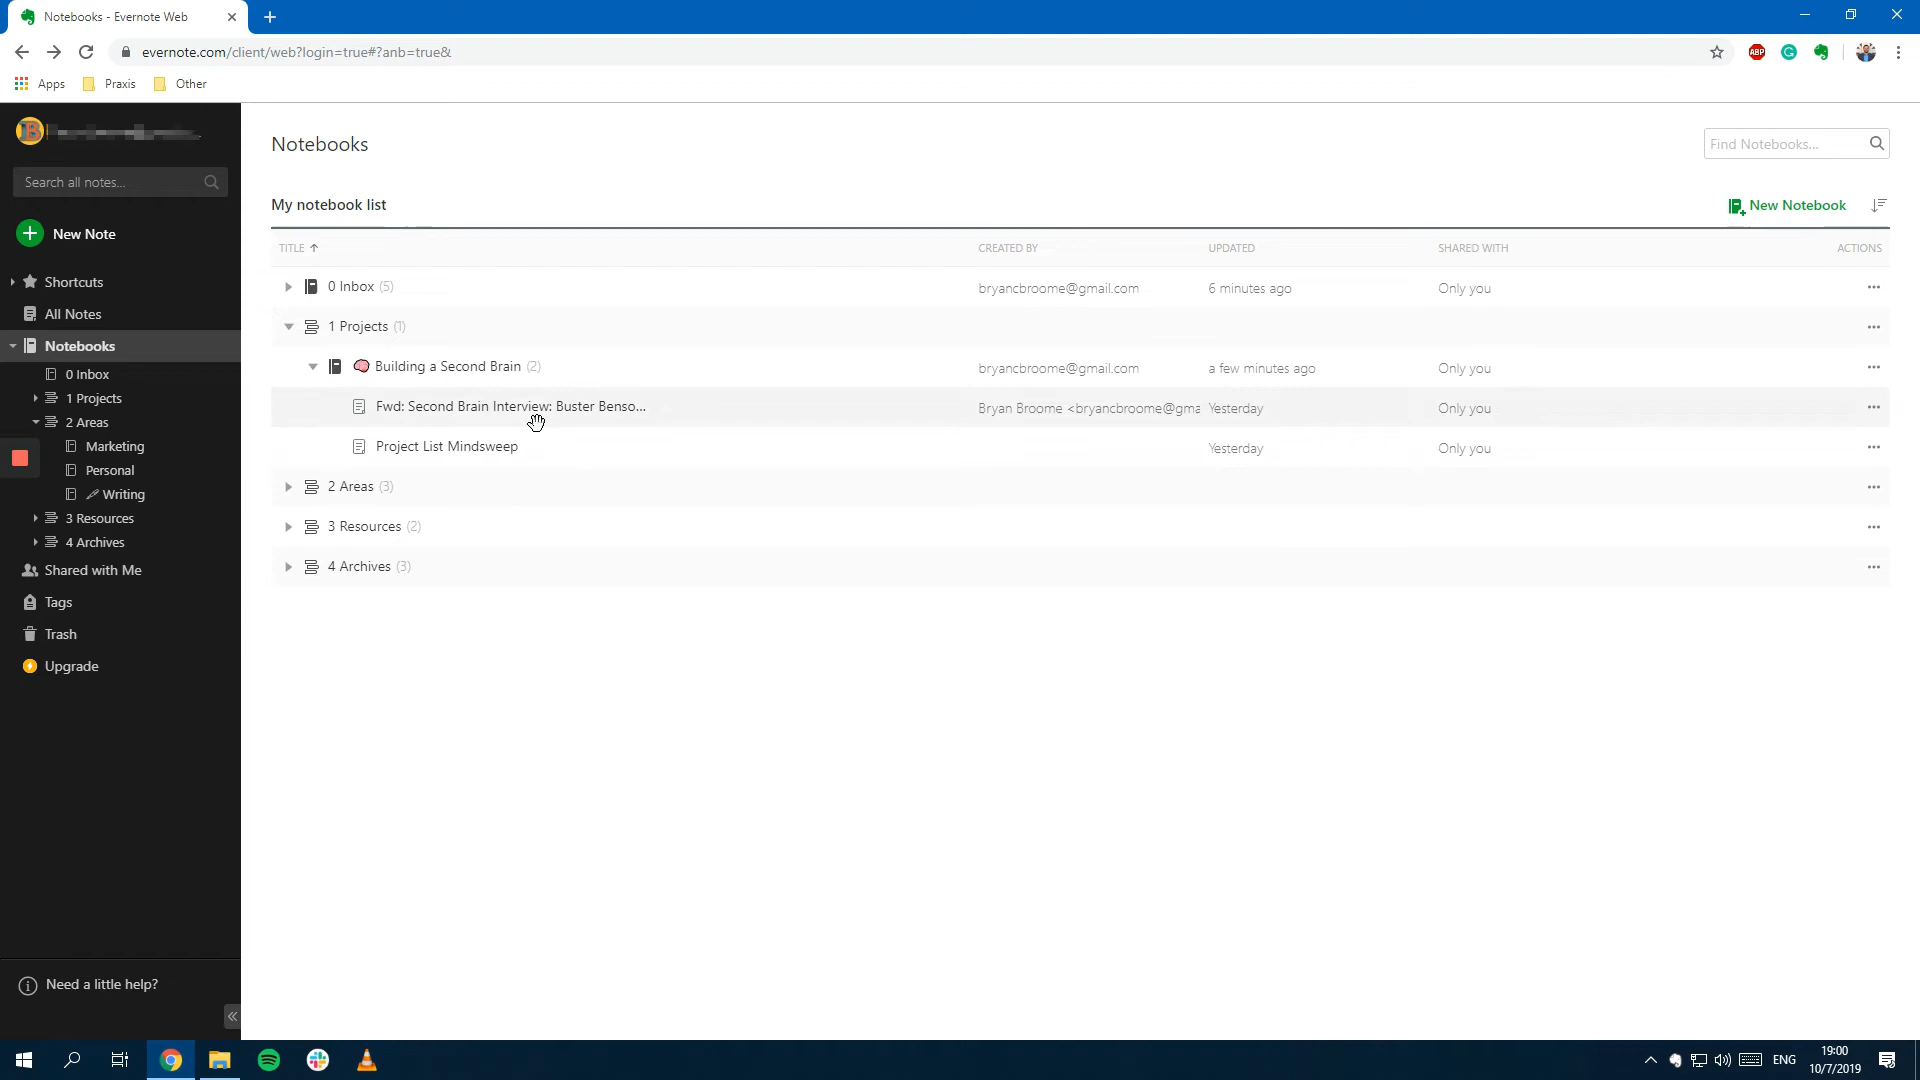 Notebooks - Evernote Web
evernote.com/client/web?login=true#?anb=true&
ABP
Apps
Praxis
Other
B
Search all notes...
New Note
Shortcuts
All Notes
Notebooks
0 Inbox
1 Projects
2 Areas
Marketing
Personal
Writing
3 Resources
4 Archives
Shared with Me
Tags
Trash
Upgrade
Need a little help?
Notebooks
Find Notebooks...
My notebook list
New Notebook
TITLE CREATED BY UPDATED SHARED WITH ACTIONS
0 Inbox (5) bryancbroome@gmail.com 6 minutes ago Only you
1 Projects (1)
Building a Second Brain (2) bryancbroome@gmail.com a few minutes ago Only you
Fwd: Second Brain Interview: Buster Benso... Bryan Broome <bryancbroome@gma Yesterday Only you
Project List Mindsweep Yesterday Only you
2 Areas (3)
3 Resources (2)
4 Archives (3)
ENG
19:00
10/7/2019